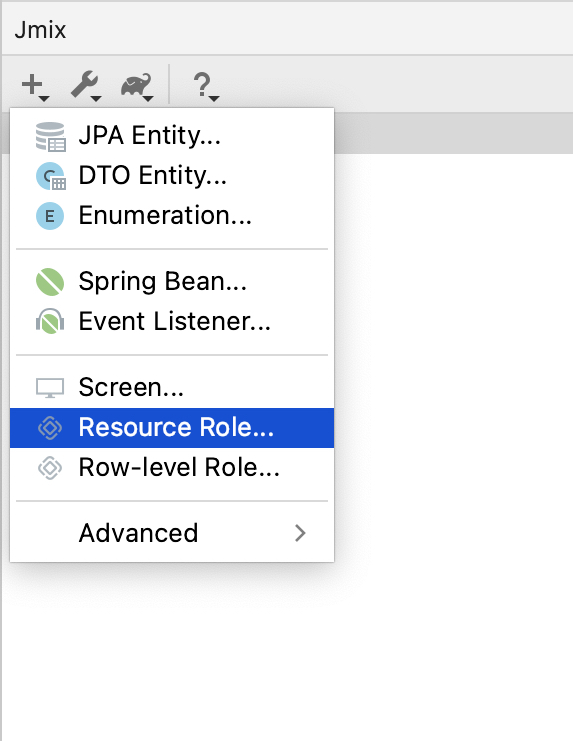 Jmix
?
JPA Entity...
C
DTO Entity...
E
Enumeration...
Spring Bean...
Event Listener...
Screen...
Resource Role...
Row-level Role...
Advanced